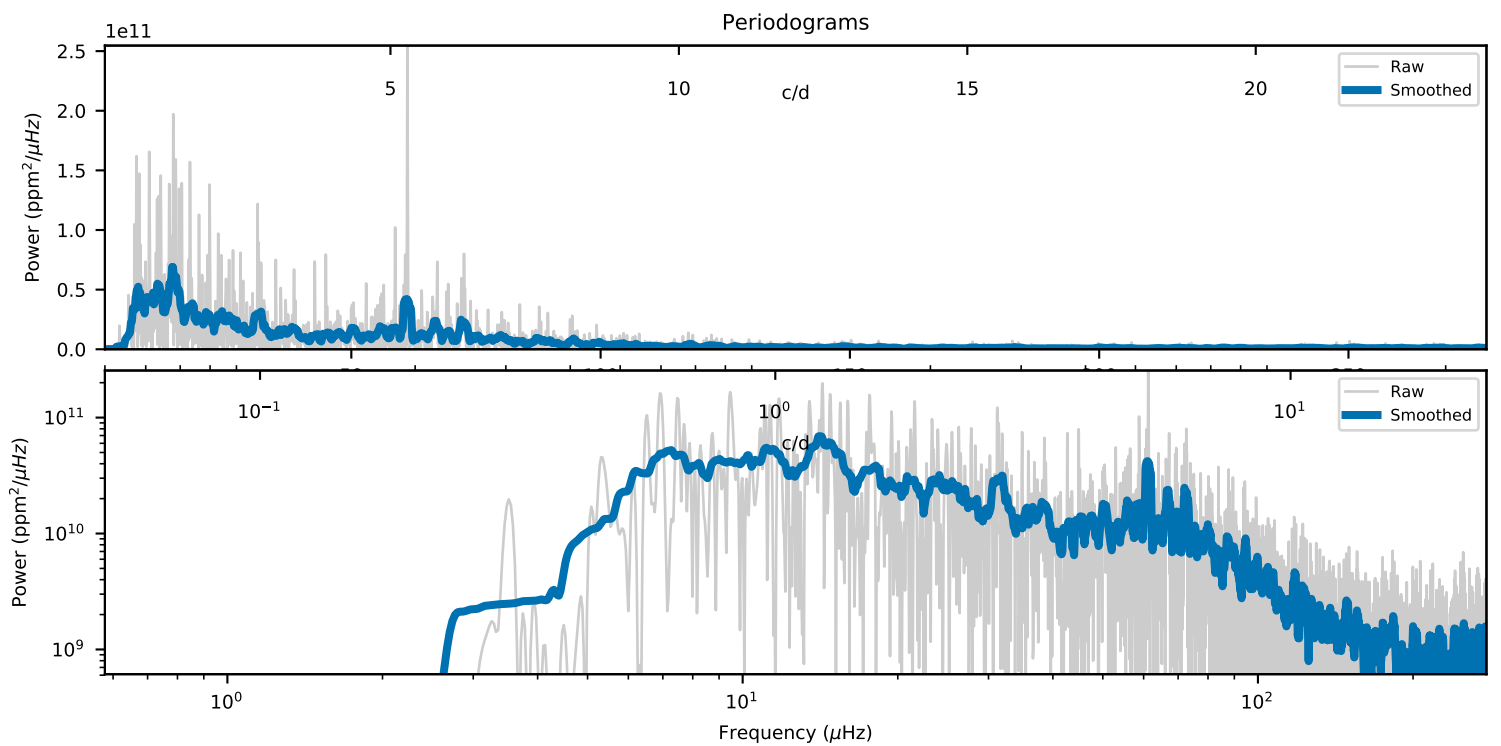 Periodograms
1e11
2.5
2.0
1.5
1.0
0.5
0.0
Power (ppm²/μHz)
5 10 15 20
c/d
Raw
Smoothed
10⁻¹ 10⁰ 10¹
c/d
Raw
Smoothed
10¹¹
10¹⁰
10⁹
Power (ppm²/μHz)
10⁰ 10¹ 10²
Frequency (μHz)